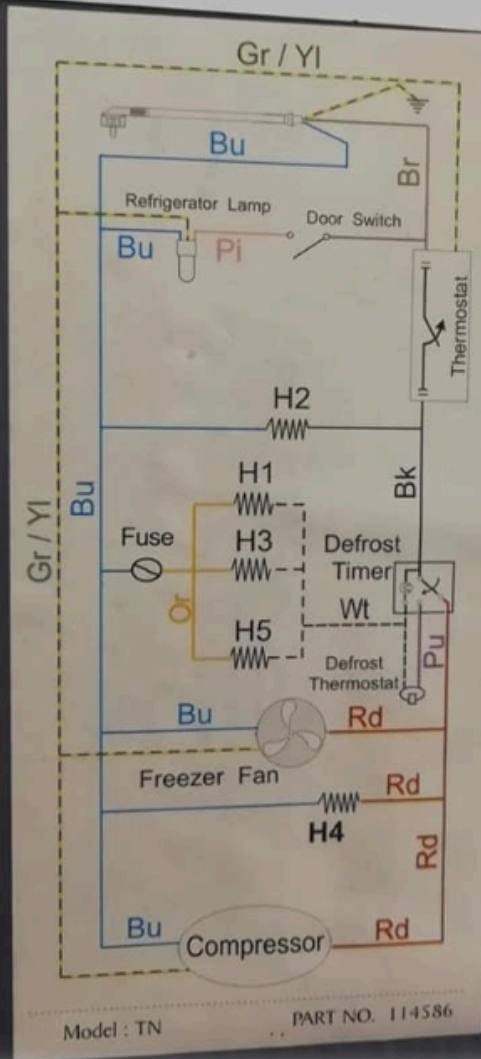 Gr / Yl
Bu
Br
Refrigerator Lamp
Door Switch
Bu
Pi
Thermostat
H2
Bu
Bk
Gr / Yl
H1
Fuse
H3
Defrost
Timer
Or
Wt
H5
Pu
Defrost
Thermostat
Bu
Rd
Freezer Fan
Rd
H4
Rd
Bu
Compressor
Rd
Model : TN
PART NO. 114586